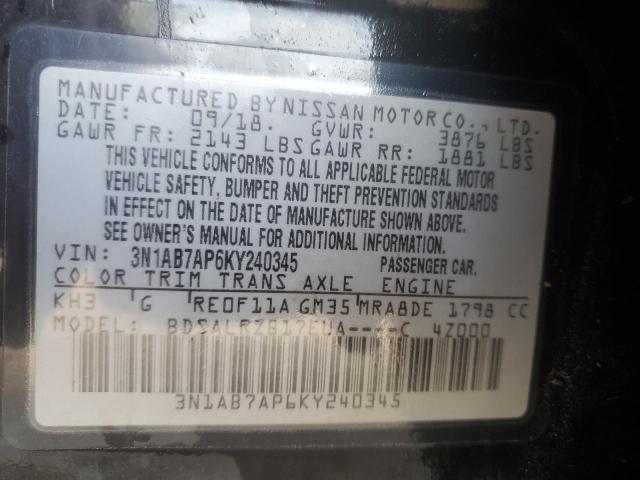 MANUFACTURED BY NISSAN MOTOR CO., LTD.
DATE: 09/18. GVWR: 3876 LBS
GAWR FR: 2143 LBS GAWR RR: 1881 LBS
THIS VEHICLE CONFORMS TO ALL APPLICABLE FEDERAL MOTOR
VEHICLE SAFETY, BUMPER AND THEFT PREVENTION STANDARDS
IN EFFECT ON THE DATE OF MANUFACTURE SHOWN ABOVE.
SEE OWNER'S MANUAL FOR ADDITIONAL INFORMATION.
VIN: 3N1AB7AP6KY240345 PASSENGER CAR.
COLOR TRIM TRANS AXLE ENGINE
KH3 G RE0F11A GM35 MRA8DE 1798 CC
MODEL: BDSALRZB17EUA----C 4Z000
3N1AB7AP6KY240345